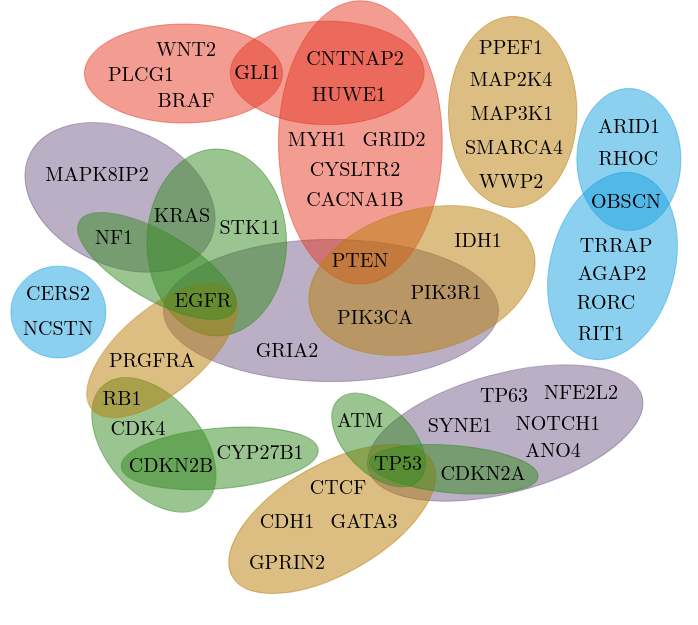 WNT2
PLCG1
BRAF
GLI1
CNTNAP2
HUWE1
MYH1 GRID2
CYSLTR2
CACNA1B
PPEF1
MAP2K4
MAP3K1
SMARCA4
WWP2
ARID1
RHOC
OBSCN
TRRAP
AGAP2
RORC
RIT1
MAPK8IP2
KRAS
STK11
NF1
EGFR
PTEN
IDH1
PIK3R1
PIK3CA
GRIA2
CERS2
NCSTN
PRGFRA
RB1
CDK4
CDKN2B
CYP27B1
ATM
TP53
CDKN2A
TP63
NFE2L2
SYNE1
NOTCH1
ANO4
CTCF
CDH1 GATA3
GPRIN2